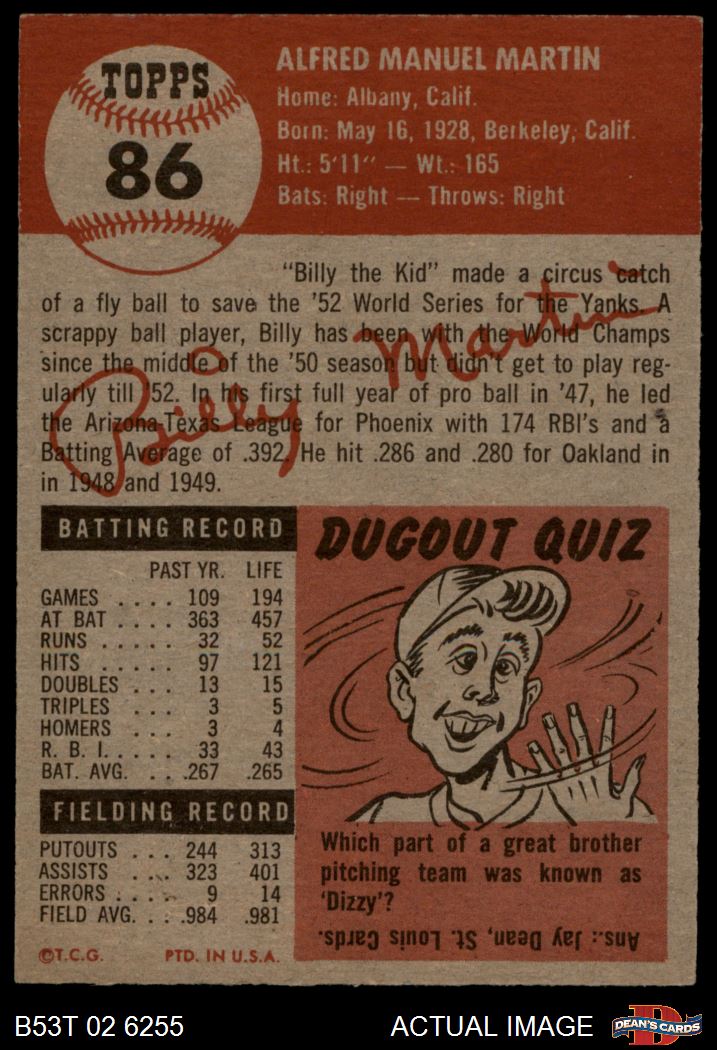 TOPPS
86
ALFRED MANUEL MARTIN
Home: Albany, Calif.
Born: May 16, 1928, Berkeley, Calif.
Ht.: 5'11" — Wt.: 165
Bats: Right — Throws: Right
"Billy the Kid" made a circus catch
of a fly ball to save the '52 World Series for the Yanks. A
scrappy ball player, Billy has been with the World Champs
since the middle of the '50 season but didn't get to play reg-
ularly till '52. In his first full year of pro ball in '47, he led
the Arizona-Texas League for Phoenix with 174 RBI's and a
Batting Average of .392. He hit .286 and .280 for Oakland in
in 1948 and 1949.
Billy Martin
BATTING RECORD
PAST YR. LIFE
GAMES .... 109 194
AT BAT .... 363 457
RUNS ..... 32 52
HITS ..... 97 121
DOUBLES ... 13 15
TRIPLES ... 3 5
HOMERS ... 3 4
R. B. I. .... 33 43
BAT. AVG. ... .267 .265
FIELDING RECORD
PUTOUTS ... 244 313
ASSISTS .... 323 401
ERRORS .... 9 14
FIELD AVG. ... .984 .981
©T.C.G. PTD. IN U.S.A.
DUGOUT QUIZ
Which part of a great brother
pitching team was known as
'Dizzy'?
Ans.: Jay Dean, St. Louis Cards.
B53T 02 6255 ACTUAL IMAGE
D
DEAN'S CARDS